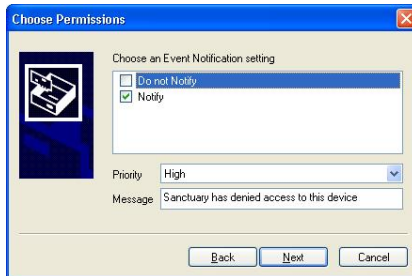 Choose Permissions
Choose an Event Notification setting
Do not Notify
Notify
Priority High
Message Sanctuary has denied access to this device
Back Next Cancel